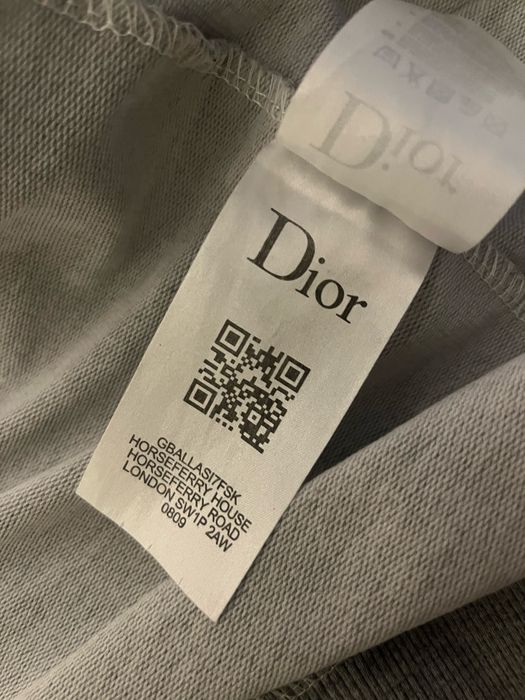 Dior
Dior
GBALLASI7FSK
HORSEFERRY HOUSE
HORSEFERRY ROAD
LONDON SW1P 2AW
0809